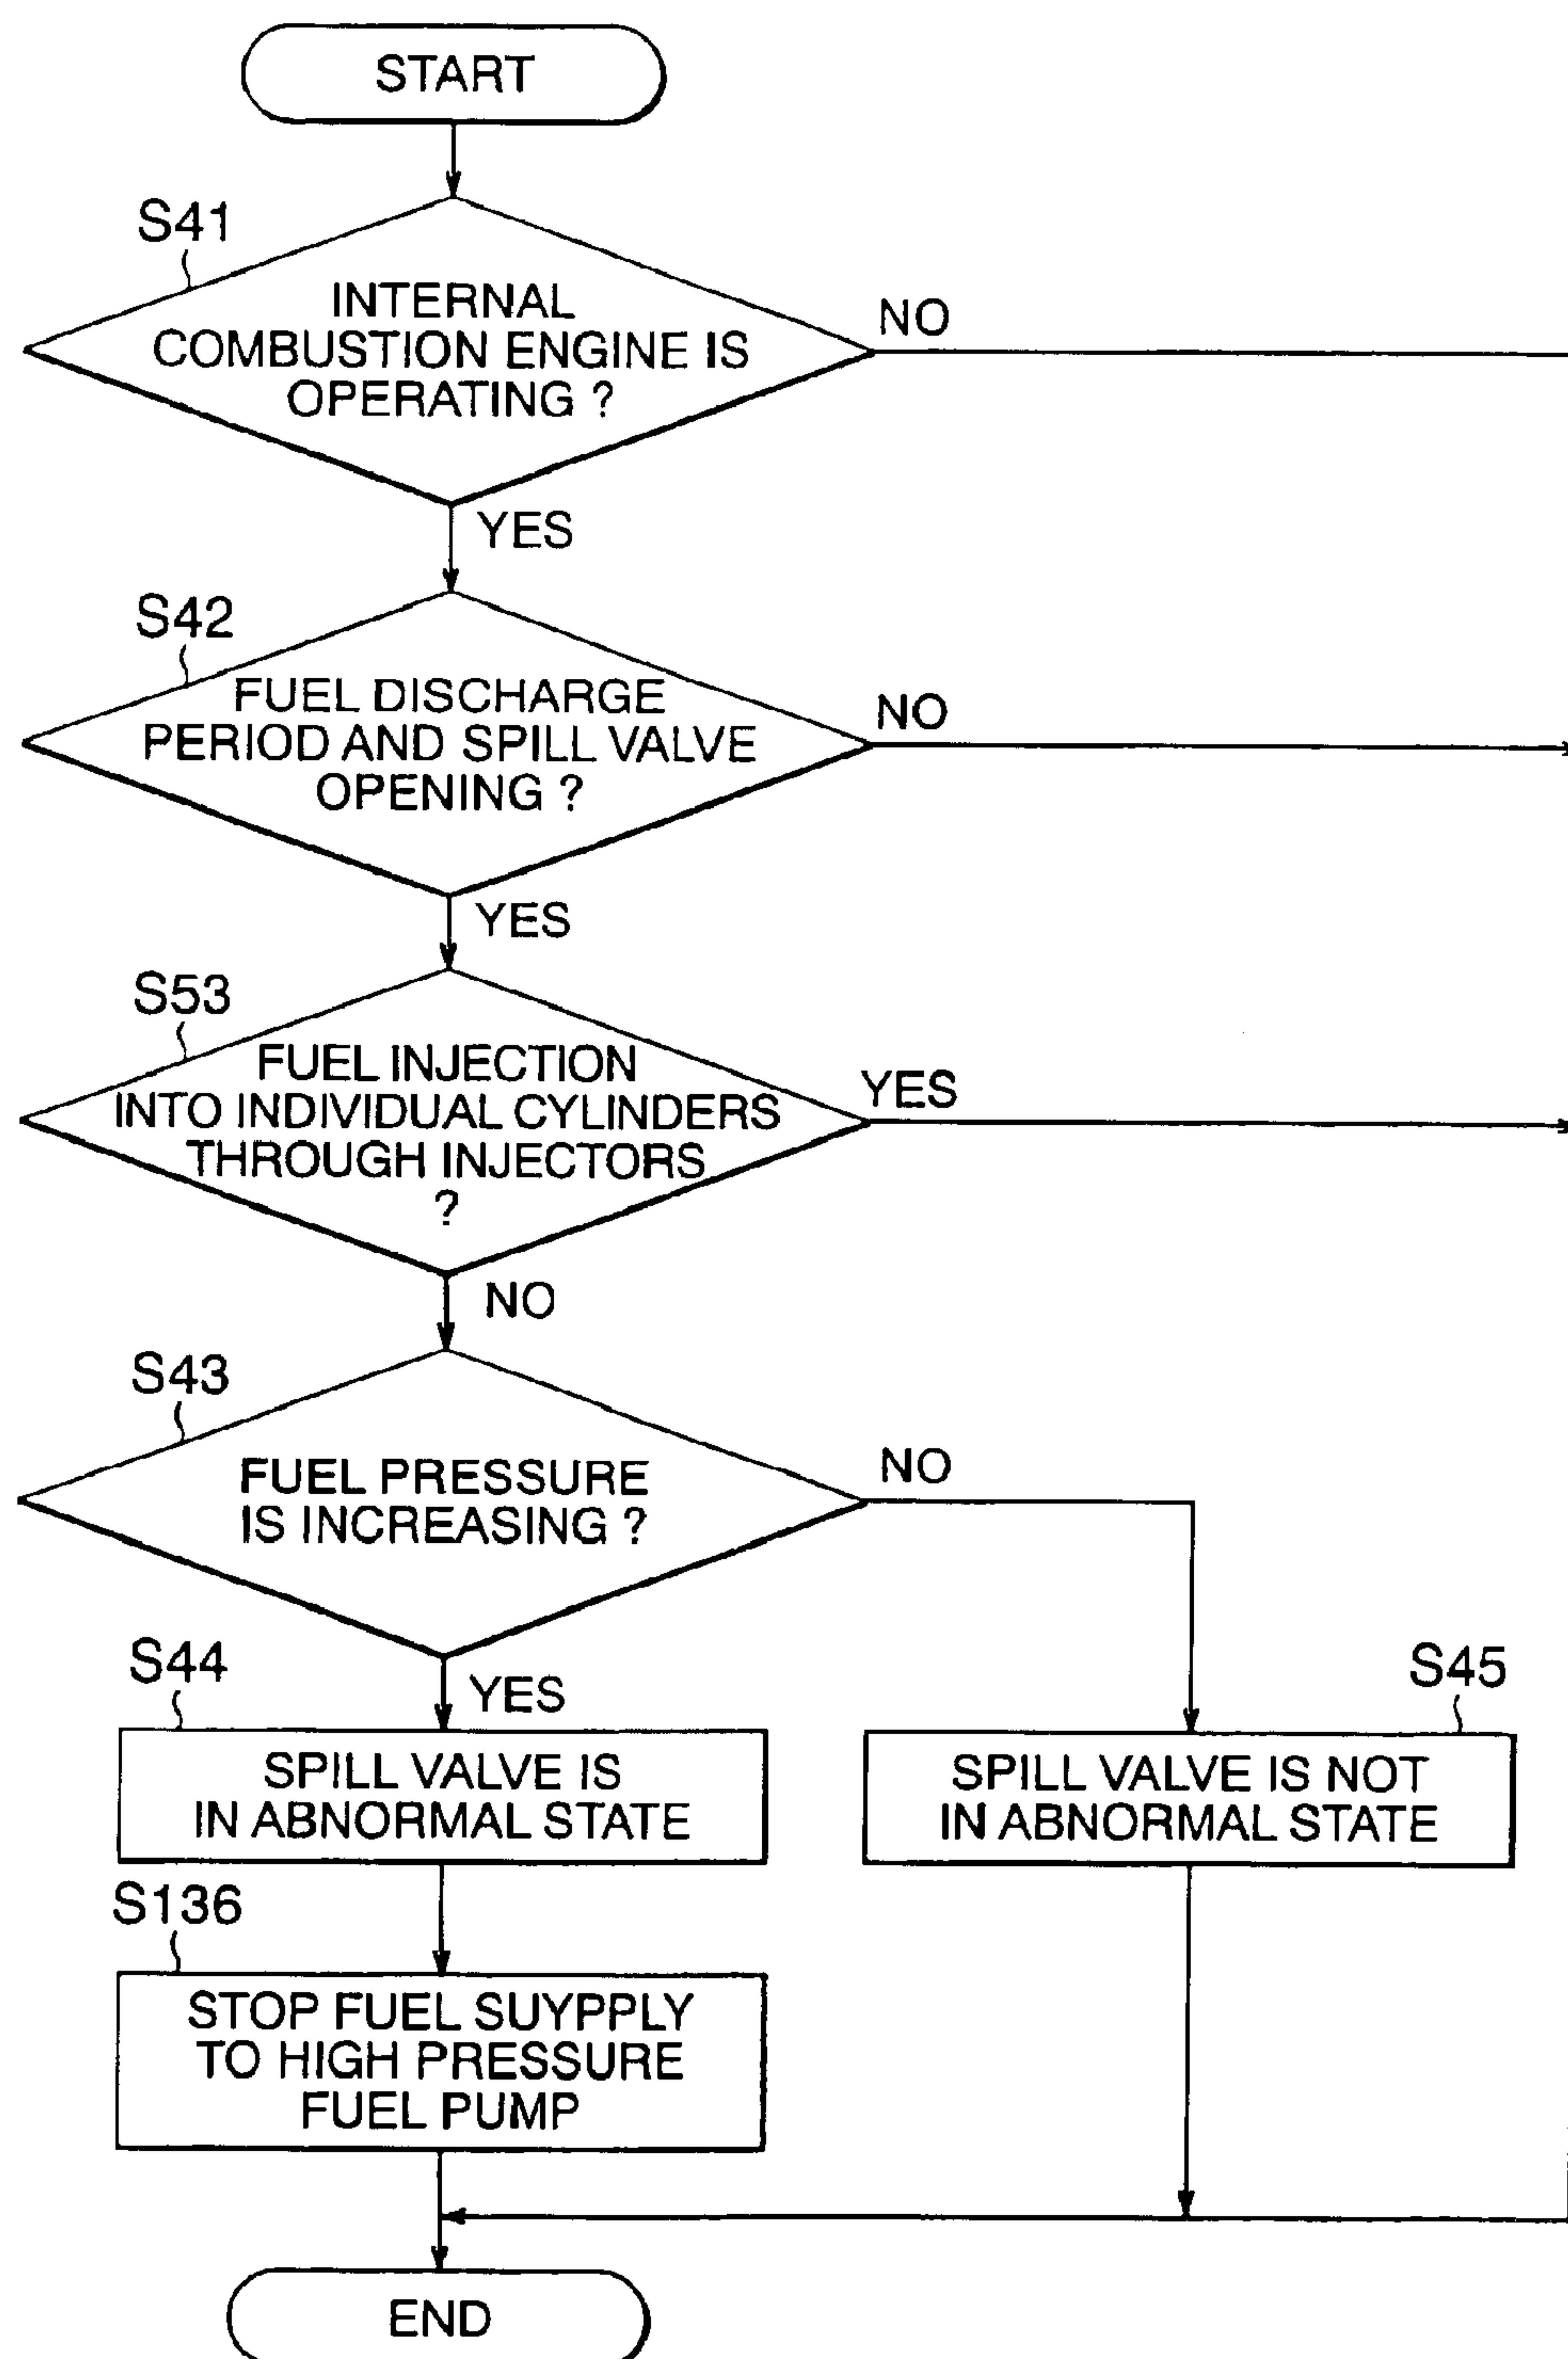 START
S41
INTERNAL
COMBUSTION ENGINE IS
OPERATING ?
NO
YES
S42
FUEL DISCHARGE
PERIOD AND SPILL VALVE
OPENING ?
NO
YES
S53
FUEL INJECTION
INTO INDIVIDUAL CYLINDERS
THROUGH INJECTORS
?
YES
NO
S43
FUEL PRESSURE
IS INCREASING ?
NO
YES
S44
SPILL VALVE IS
IN ABNORMAL STATE
S45
SPILL VALVE IS NOT
IN ABNORMAL STATE
S136
STOP FUEL SUYPPLY
TO HIGH PRESSURE
FUEL PUMP
END